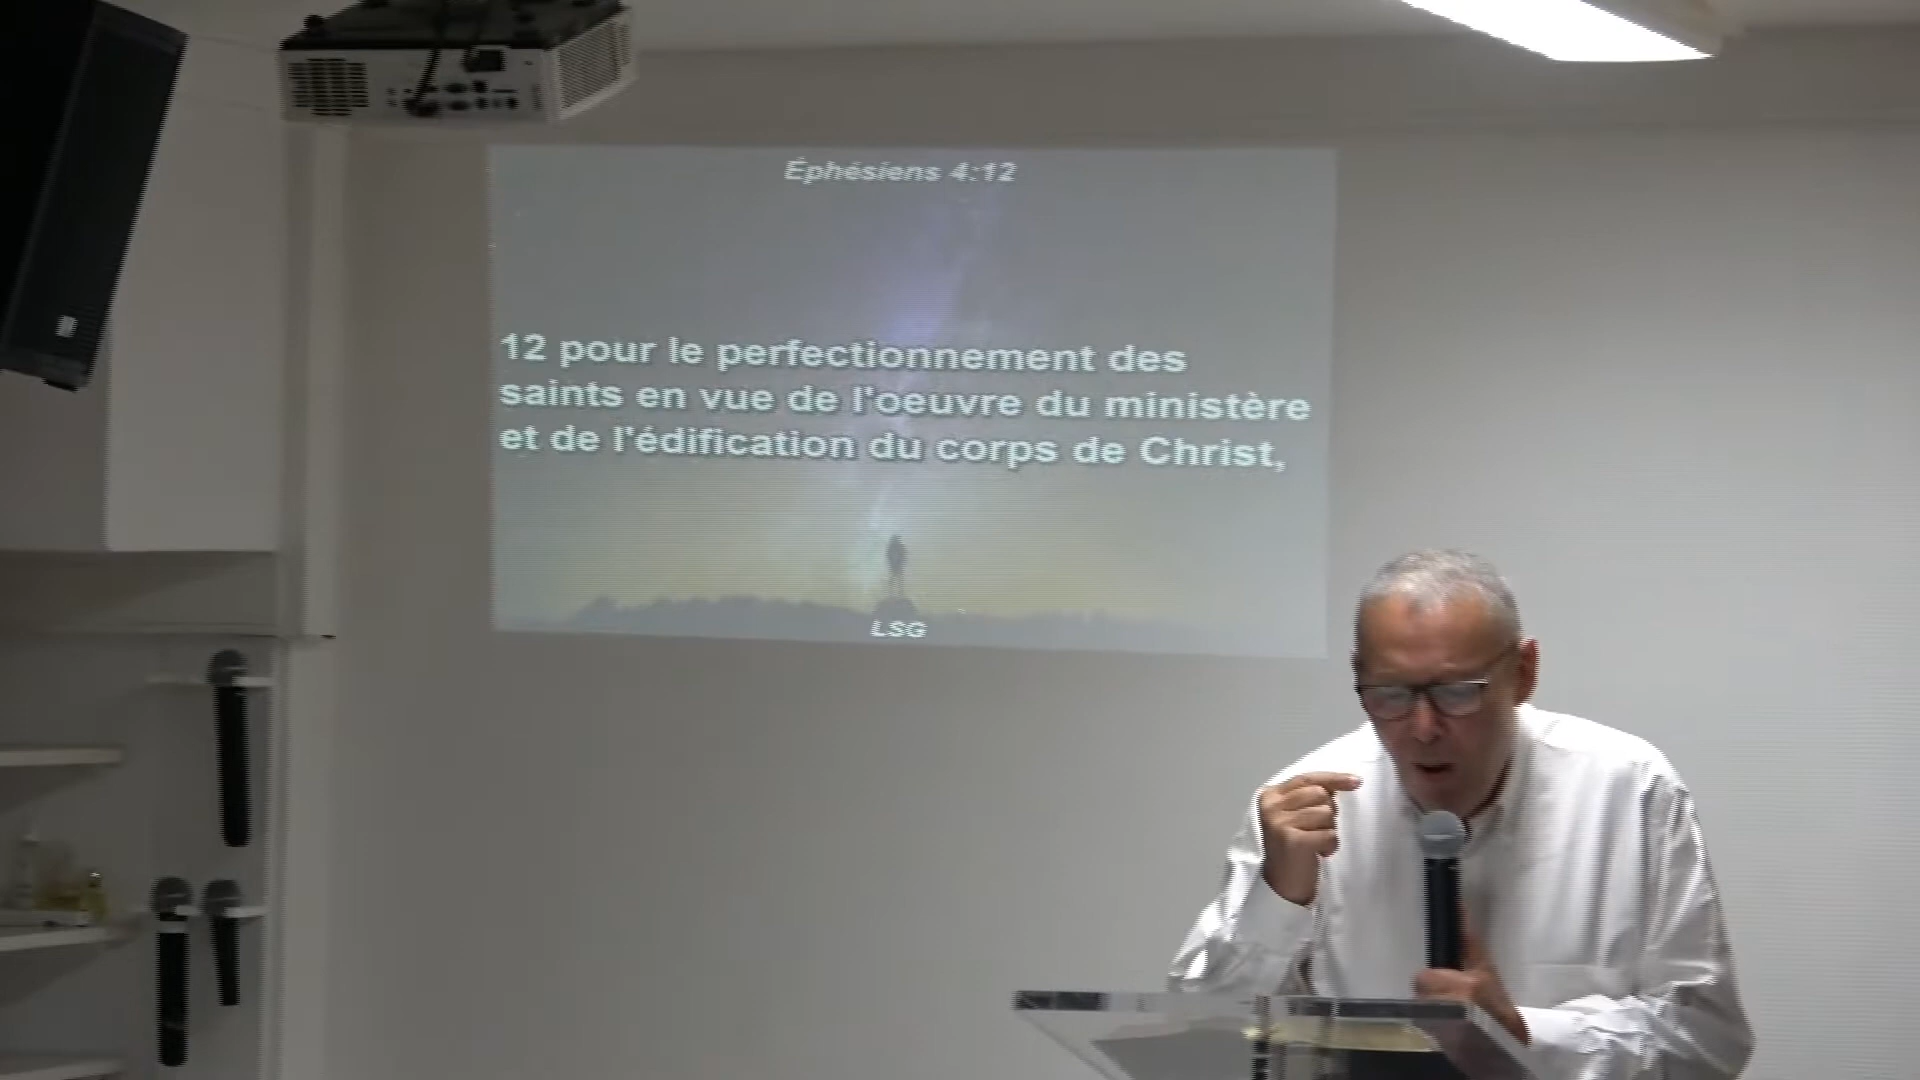 Éphésiens 4:12
12 pour le perfectionnement des
saints en vue de l'oeuvre du ministère
et de l'édification du corps de Christ,
LSG